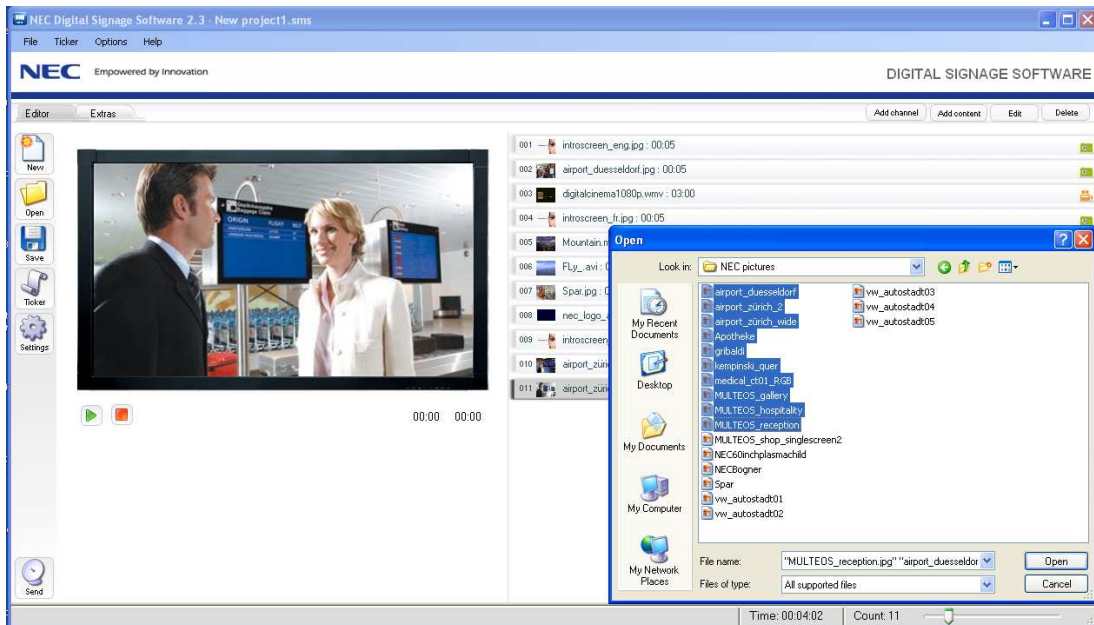 NEC Digital Signage Software 2.3 - New project1.sms
File Ticker Options Help
NEC Empowered by Innovation
DIGITAL SIGNAGE SOFTWARE
Editor Extras
Add channel Add content Edit Delete
New
Open
Save
Ticker
Settings
Send
ORIGIN FLIGHT BELT
00:00 00:00
001 introscreen_eng.jpg : 00:05
002 airport_duesseldorf.jpg : 00:05
003 digitalcinema1080p.wmv : 03:00
004 introscreen_fr.jpg : 00:05
005 Mountain.
006 FLy_.avi :
007 Spar.jpg :
008 nec_logo_
009 introscreen
010 airport_züri
011 airport_züri
Open
Look in: NEC pictures
My Recent Documents
Desktop
My Documents
My Computer
My Network Places
airport_duesseldorf
airport_zürich_2
airport_zürich_wide
Apotheke
gribaldi
kempinski_quer
medical_ct01_RGB
MULTEOS_gallery
MULTEOS_hospitality
MULTEOS_reception
MULTEOS_shop_singlescreen2
NEC60inchplasmachild
NECBogner
Spar
vw_autostadt01
vw_autostadt02
vw_autostadt03
vw_autostadt04
vw_autostadt05
File name: "MULTEOS_reception.jpg" "airport_duesseldor
Open
Files of type: All supported files
Cancel
Time: 00:04:02 Count: 11